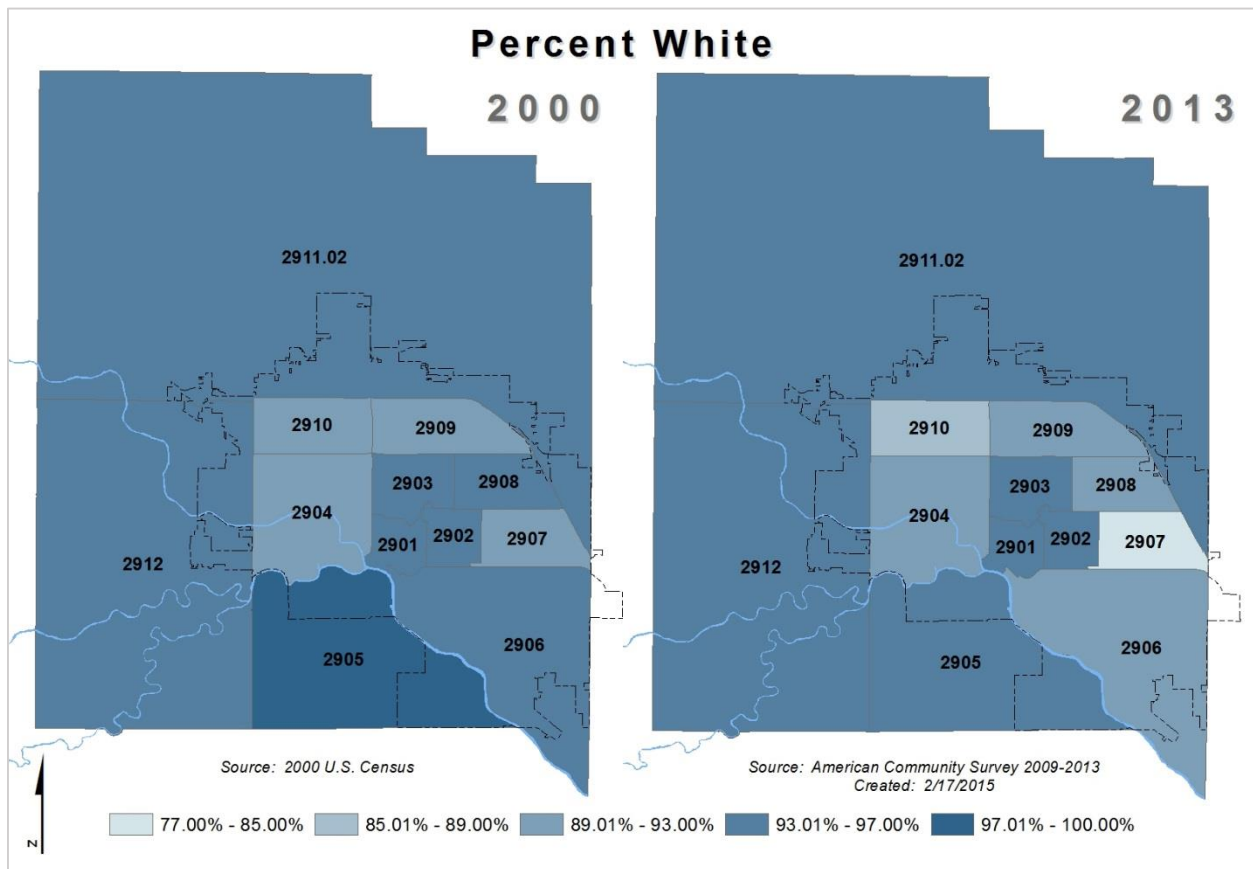 Percent White
2000
2013
2911.02
2910
2909
2903
2908
2904
2901
2902
2907
2912
2906
2905
2911.02
2910
2909
2903
2908
2904
2901
2902
2907
2912
2906
2905
Source: 2000 U.S. Census
Source: American Community Survey 2009-2013
Created: 2/17/2015
N
77.00% - 85.00%
85.01% - 89.00%
89.01% - 93.00%
93.01% - 97.00%
97.01% - 100.00%